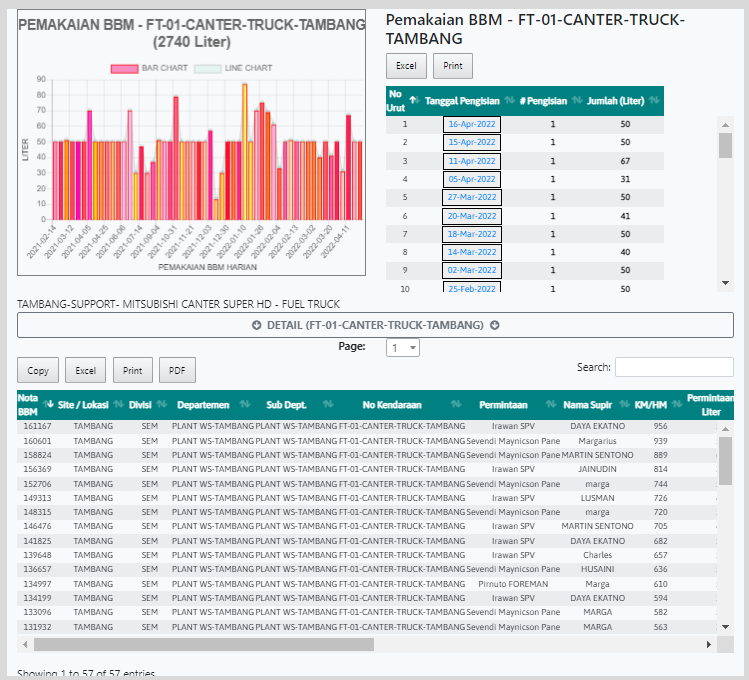 PEMAKAIAN BBM - FT-01-CANTER-TRUCK-TAMBANG
(2740 Liter)
BAR CHART LINE CHART
LITER
90
80
70
60
50
40
30
20
10
0
2021-02-14 2021-03-12 2021-04-05 2021-04-25 2021-06-06 2021-07-14 2021-09-04 2021-10-31 2021-11-21 2021-12-03 2021-12-30 2022-01-10 2022-01-26 2022-02-04 2022-02-13 2022-03-02 2022-03-20 2022-04-11
PEMAKAIAN BBM HARIAN
Pemakaian BBM - FT-01-CANTER-TRUCK-
TAMBANG
Excel Print
No Urut Tanggal Pengisian # Pengisian Jumlah (Liter)
1 16-Apr-2022 1 50
2 15-Apr-2022 1 50
3 11-Apr-2022 1 67
4 05-Apr-2022 1 31
5 27-Mar-2022 1 50
6 20-Mar-2022 1 41
7 18-Mar-2022 1 50
8 14-Mar-2022 1 40
9 02-Mar-2022 1 50
10 25-Feb-2022 1 50
TAMBANG-SUPPORT- MITSUBISHI CANTER SUPER HD - FUEL TRUCK
DETAIL (FT-01-CANTER-TRUCK-TAMBANG)
Page: 1
Copy Excel Print PDF Search:
Nota BBM Site / Lokasi Divisi Departemen Sub Dept. No Kendaraan Permintaan Nama Supir KM/HM Permintaan Liter
161167 TAMBANG SEM PLANT WS-TAMBANG PLANT WS-TAMBANG FT-01-CANTER-TRUCK-TAMBANG Irawan SPV DAYA EKATNO 956
160601 TAMBANG SEM PLANT WS-TAMBANG PLANT WS-TAMBANG FT-01-CANTER-TRUCK-TAMBANG Sevendi Maynicson Pane Margarius 939
158824 TAMBANG SEM PLANT WS-TAMBANG PLANT WS-TAMBANG FT-01-CANTER-TRUCK-TAMBANG Sevendi Maynicson Pane MARTIN SENTONO 889
156369 TAMBANG SEM PLANT WS-TAMBANG PLANT WS-TAMBANG FT-01-CANTER-TRUCK-TAMBANG Irawan SPV JAINUDIN 814
152706 TAMBANG SEM PLANT WS-TAMBANG PLANT WS-TAMBANG FT-01-CANTER-TRUCK-TAMBANG Sevendi Maynicson Pane marga 744
149313 TAMBANG SEM PLANT WS-TAMBANG PLANT WS-TAMBANG FT-01-CANTER-TRUCK-TAMBANG Irawan SPV LUSMAN 726
148315 TAMBANG SEM PLANT WS-TAMBANG PLANT WS-TAMBANG FT-01-CANTER-TRUCK-TAMBANG Sevendi Maynicson Pane marga 720
146476 TAMBANG SEM PLANT WS-TAMBANG PLANT WS-TAMBANG FT-01-CANTER-TRUCK-TAMBANG Irawan SPV MARTIN SENTONO 705
141825 TAMBANG SEM PLANT WS-TAMBANG PLANT WS-TAMBANG FT-01-CANTER-TRUCK-TAMBANG Irawan SPV DAYA EKATNO 682
139648 TAMBANG SEM PLANT WS-TAMBANG PLANT WS-TAMBANG FT-01-CANTER-TRUCK-TAMBANG Irawan SPV Charles 657
136657 TAMBANG SEM PLANT WS-TAMBANG PLANT WS-TAMBANG FT-01-CANTER-TRUCK-TAMBANG Sevendi Maynicson Pane HUSAINI 636
134997 TAMBANG SEM PLANT WS-TAMBANG PLANT WS-TAMBANG FT-01-CANTER-TRUCK-TAMBANG Pirnuto FOREMAN Marga 610
134199 TAMBANG SEM PLANT WS-TAMBANG PLANT WS-TAMBANG FT-01-CANTER-TRUCK-TAMBANG Irawan SPV DAYA EKATNO 594
133096 TAMBANG SEM PLANT WS-TAMBANG PLANT WS-TAMBANG FT-01-CANTER-TRUCK-TAMBANG Sevendi Maynicson Pane MARGA 582
131932 TAMBANG SEM PLANT WS-TAMBANG PLANT WS-TAMBANG FT-01-CANTER-TRUCK-TAMBANG Sevendi Maynicson Pane MARGA 563
Showing 1 to 57 of 57 entries